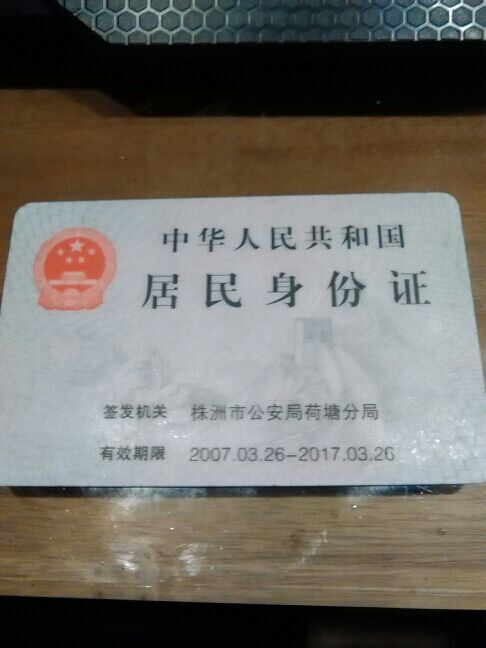 中华人民共和国
居民身份证
签发机关 株洲市公安局荷塘分局
有效期限 2007.03.26-2017.03.26